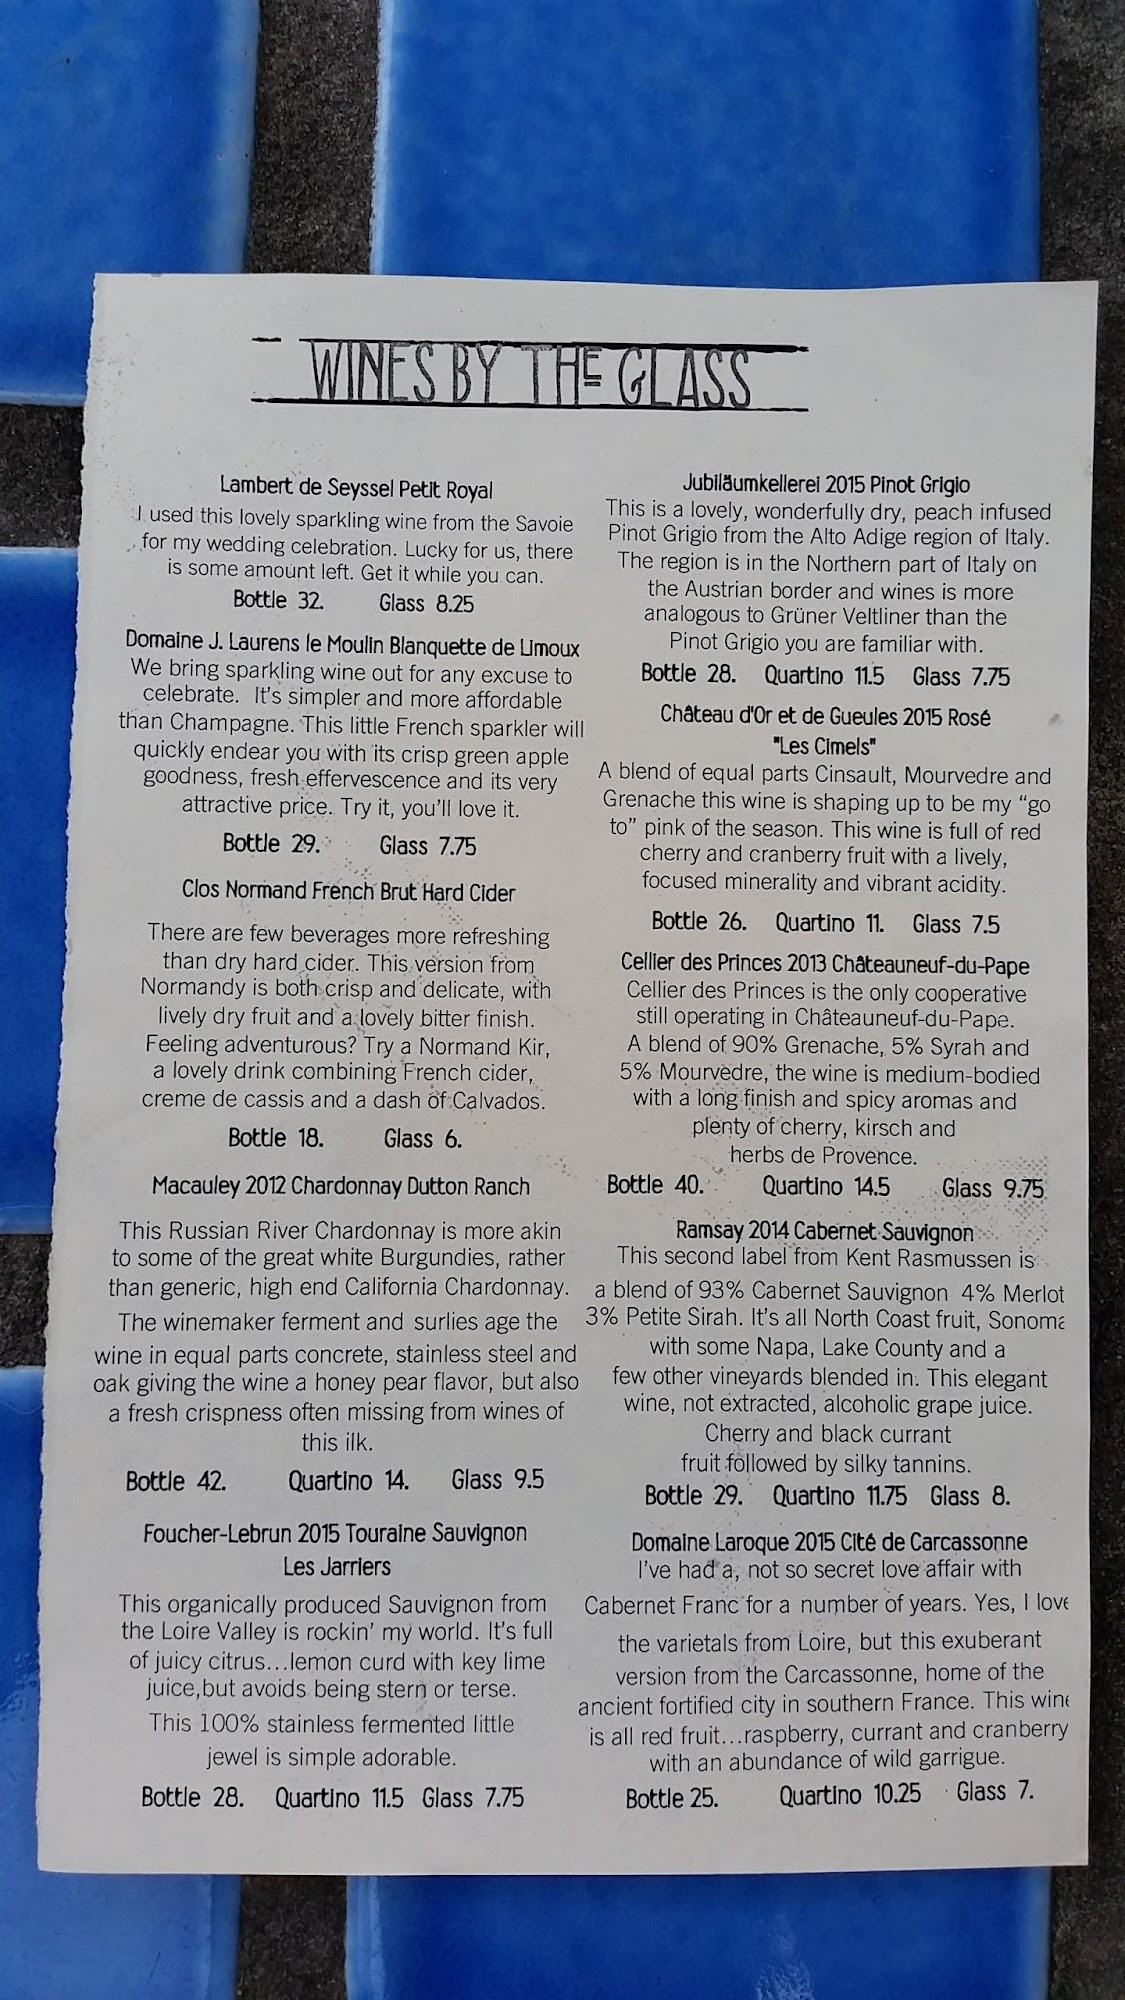 WINES BY THE GLASS
Lambert de Seyssel Petit Royal
I used this lovely sparkling wine from the Savoie
for my wedding celebration. Lucky for us, there
is some amount left. Get it while you can.
Bottle 32. Glass 8.25
Domaine J. Laurens le Moulin Blanquette de Limoux
We bring sparkling wine out for any excuse to
celebrate. It's simpler and more affordable
than Champagne. This little French sparkler will
quickly endear you with its crisp green apple
goodness, fresh effervescence and its very
attractive price. Try it, you'll love it.
Bottle 29. Glass 7.75
Clos Normand French Brut Hard Cider
There are few beverages more refreshing
than dry hard cider. This version from
Normandy is both crisp and delicate, with
lively dry fruit and a lovely bitter finish.
Feeling adventurous? Try a Normand Kir,
a lovely drink combining French cider,
creme de cassis and a dash of Calvados.
Bottle 18. Glass 6.
Macauley 2012 Chardonnay Dutton Ranch
This Russian River Chardonnay is more akin
to some of the great white Burgundies, rather
than generic, high end California Chardonnay.
The winemaker ferment and surlies age the
wine in equal parts concrete, stainless steel and
oak giving the wine a honey pear flavor, but also
a fresh crispness often missing from wines of
this ilk.
Bottle 42. Quartino 14. Glass 9.5
Foucher-Lebrun 2015 Touraine Sauvignon
Les Jarriers
This organically produced Sauvignon from
the Loire Valley is rockin' my world. It's full
of juicy citrus...lemon curd with key lime
juice,but avoids being stern or terse.
This 100% stainless fermented little
jewel is simple adorable.
Bottle 28. Quartino 11.5 Glass 7.75
Jubiläumkellerei 2015 Pinot Grigio
This is a lovely, wonderfully dry, peach infused
Pinot Grigio from the Alto Adige region of Italy.
The region is in the Northern part of Italy on
the Austrian border and wines is more
analogous to Grüner Veltliner than the
Pinot Grigio you are familiar with.
Bottle 28. Quartino 11.5 Glass 7.75
Château d'Or et de Gueules 2015 Rosé
"Les Cimels"
A blend of equal parts Cinsault, Mourvedre and
Grenache this wine is shaping up to be my "go
to" pink of the season. This wine is full of red
cherry and cranberry fruit with a lively,
focused minerality and vibrant acidity.
Bottle 26. Quartino 11. Glass 7.5
Cellier des Princes 2013 Châteauneuf-du-Pape
Cellier des Princes is the only cooperative
still operating in Châteauneuf-du-Pape.
A blend of 90% Grenache, 5% Syrah and
5% Mourvèdre, the wine is medium-bodied
with a long finish and spicy aromas and
plenty of cherry, kirsch and
herbs de Provence.
Bottle 40. Quartino 14.5 Glass 9.75
Ramsay 2014 Cabernet Sauvignon
This second label from Kent Rasmussen is
a blend of 93% Cabernet Sauvignon 4% Merlot
3% Petite Sirah. It's all North Coast fruit, Sonoma
with some Napa, Lake County and a
few other vineyards blended in. This elegant
wine, not extracted, alcoholic grape juice.
Cherry and black currant
fruit followed by silky tannins.
Bottle 29. Quartino 11.75 Glass 8.
Domaine Laroque 2015 Cité de Carcassonne
I've had a, not so secret love affair with
Cabernet Franc for a number of years. Yes, I love
the varietals from Loire, but this exuberant
version from the Carcassonne, home of the
ancient fortified city in southern France. This wine
is all red fruit...raspberry, currant and cranberry
with an abundance of wild garrigue.
Bottle 25. Quartino 10.25 Glass 7.